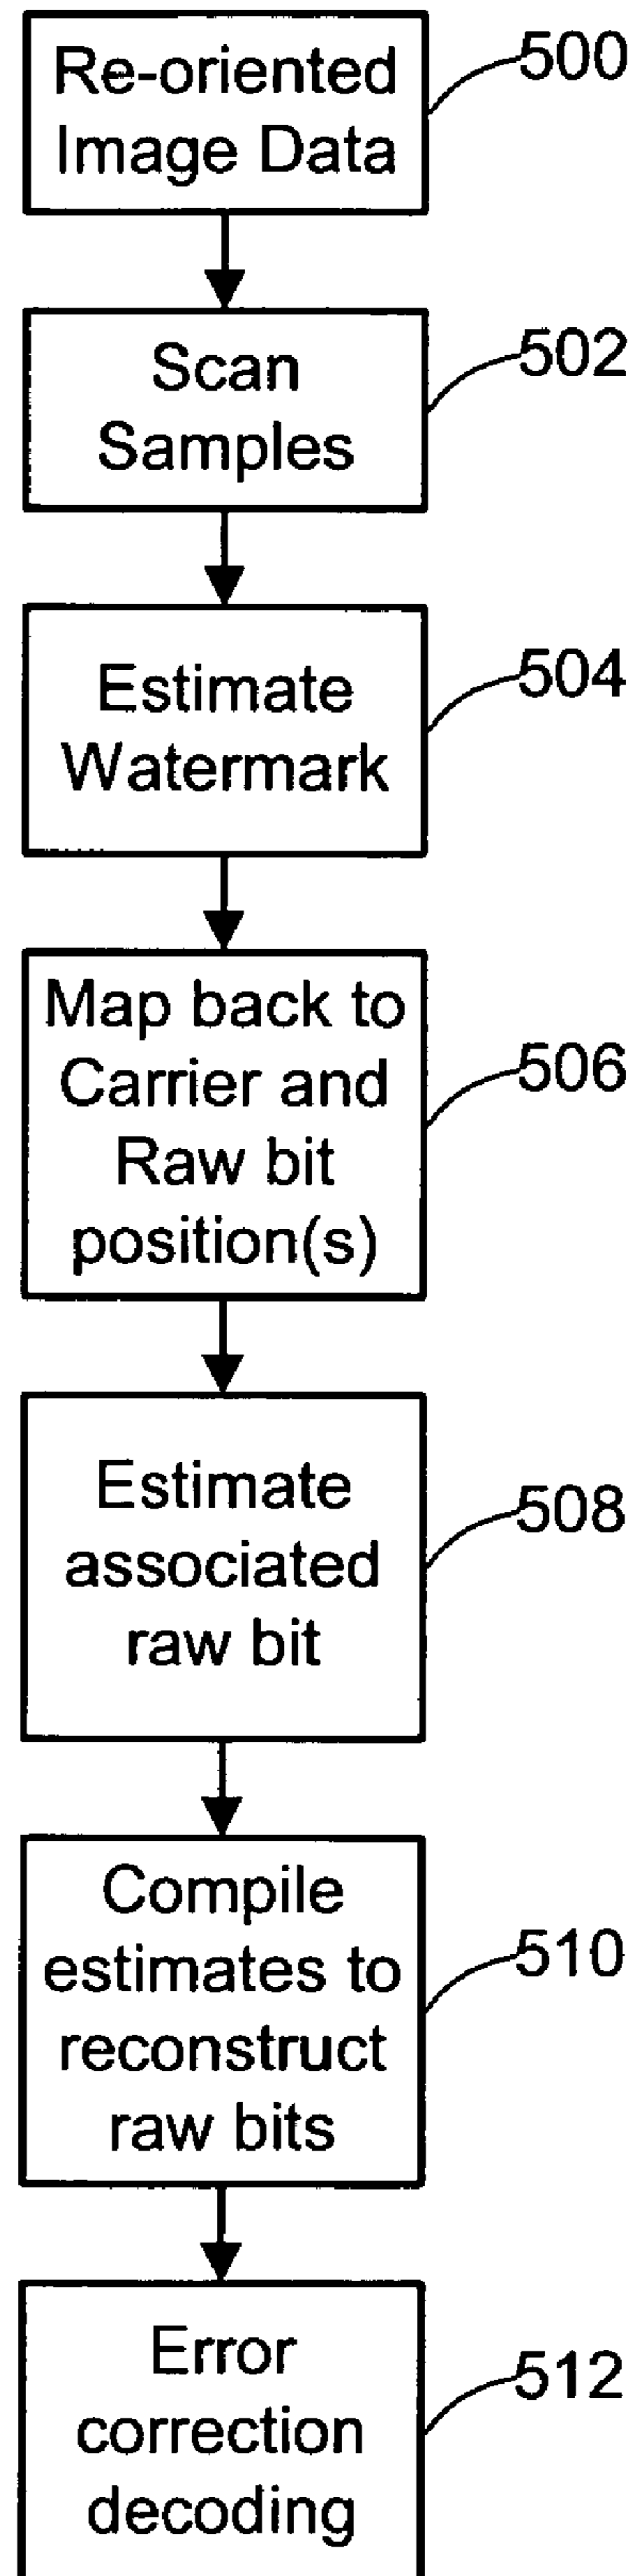 Re-oriented
Image Data
500
Scan
Samples
502
Estimate
Watermark
504
Map back to
Carrier and
Raw bit
position(s)
506
Estimate
associated
raw bit
508
Compile
estimates to
reconstruct
raw bits
510
Error
correction
decoding
512